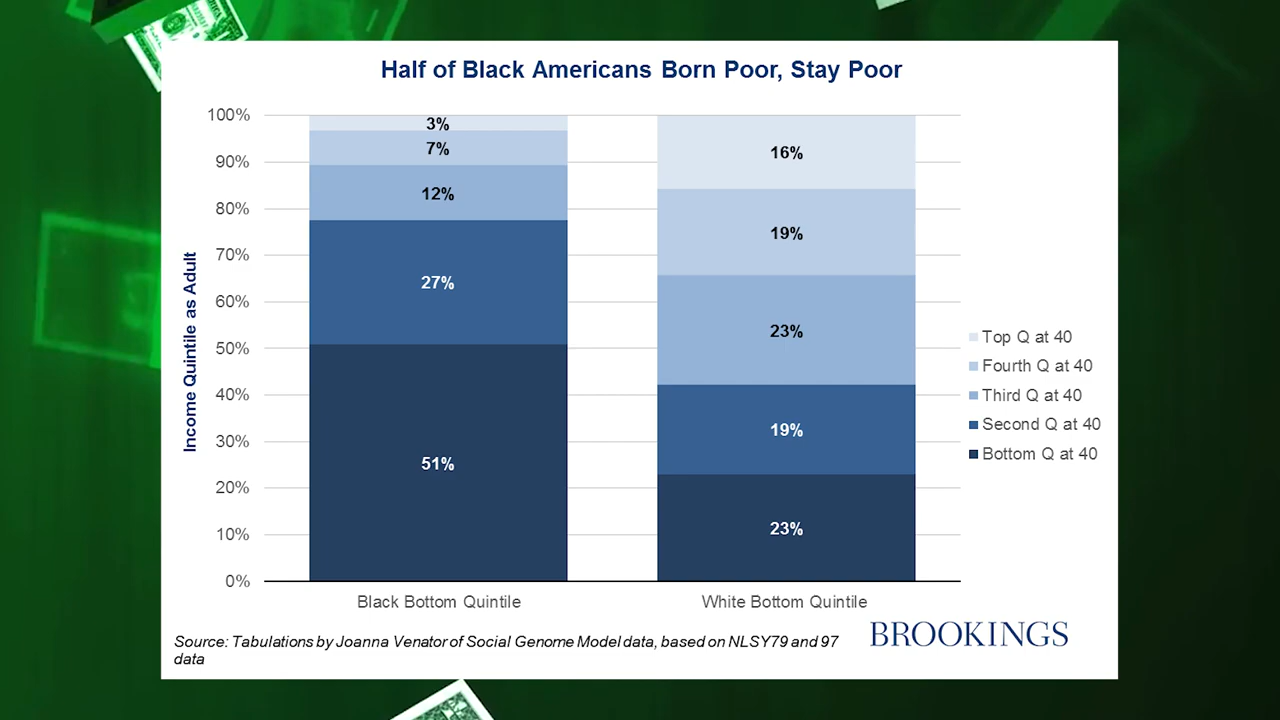 Half of Black Americans Born Poor, Stay Poor
100%
90%
80%
70%
60%
50%
40%
30%
20%
10%
0%
Income Quintile as Adult
3%
7%
12%
27%
51%
16%
19%
23%
19%
23%
Top Q at 40
Fourth Q at 40
Third Q at 40
Second Q at 40
Bottom Q at 40
Black Bottom Quintile
White Bottom Quintile
Source: Tabulations by Joanna Venator of Social Genome Model data, based on NLSY79 and 97
data
BROOKINGS